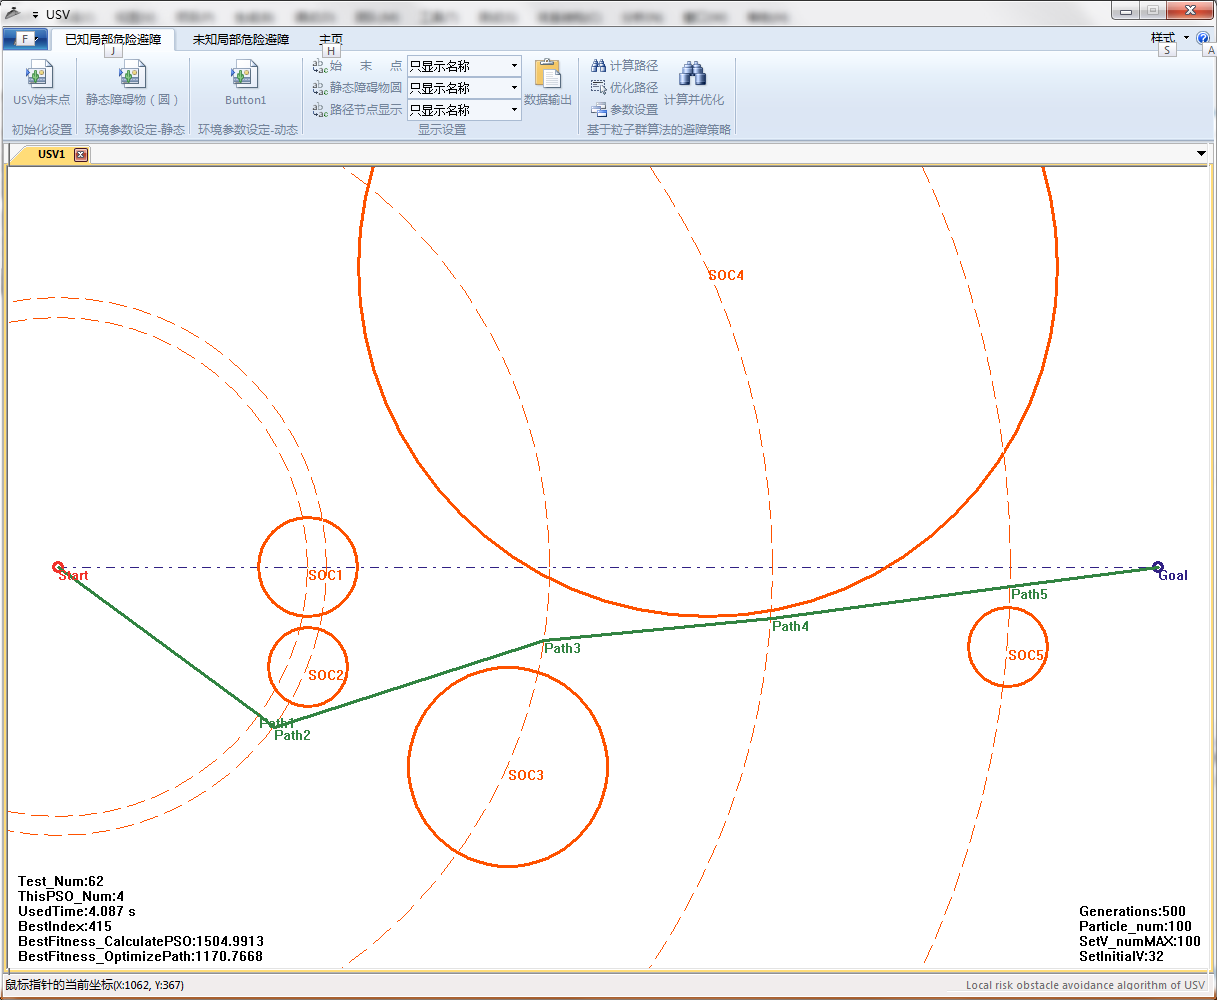 USV
F
已知局部危险避障
未知局部危险避障
主页
样式
J
H
S
A
USV始末点
静态障碍物（圆）
Button1
始 末 点
只显示名称
静态障碍物圆
只显示名称
路径节点显示
只显示名称
数据输出
计算路径
优化路径
参数设置
计算并优化
初始化设置
环境参数设定-静态
环境参数设定-动态
显示设置
基于粒子群算法的避障策略
USV1
SOC4
Start
SOC1
Goal
Path5
Path4
Path3
SOC5
SOC2
Path1
Path2
SOC3
Test_Num:62
ThisPSO_Num:4
UsedTime:4.087 s
BestIndex:415
BestFitness_CalculatePSO:1504.9913
BestFitness_OptimizePath:1170.7668
Generations:500
Particle_num:100
SetV_numMAX:100
SetInitialV:32
鼠标指针的当前坐标(X:1062, Y:367)
Local risk obstacle avoidance algorithm of USV